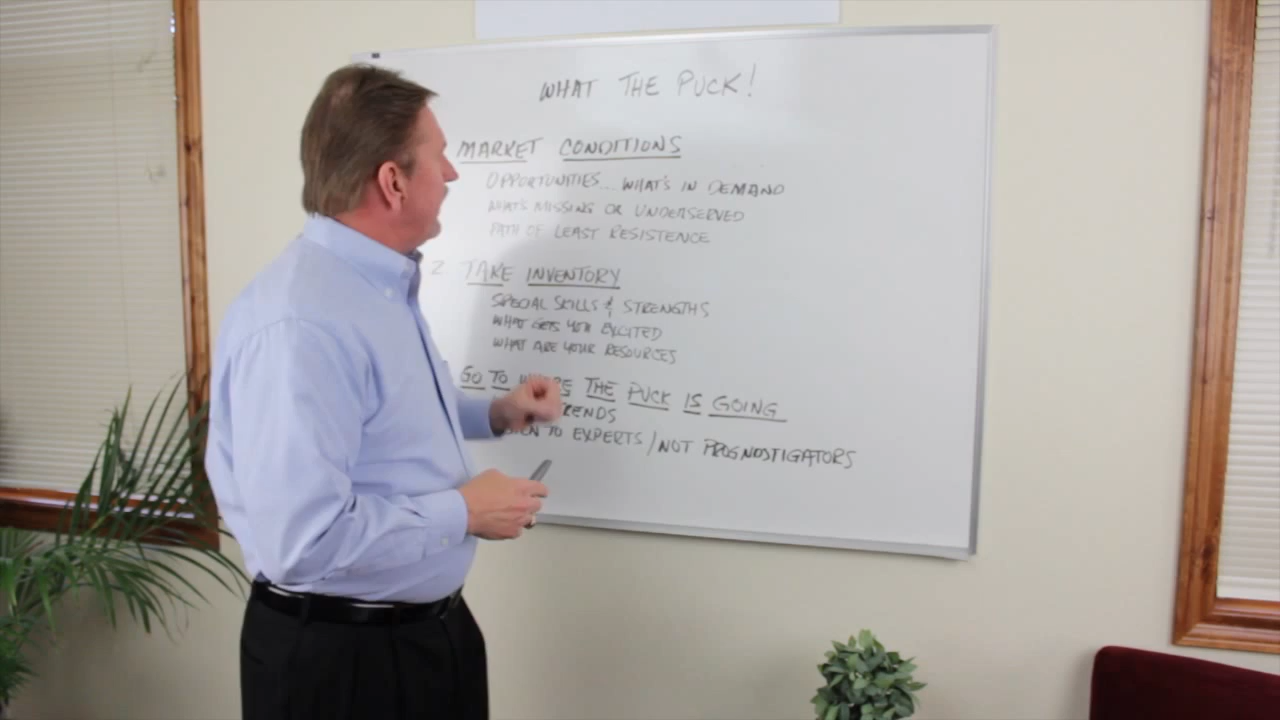 WHAT THE PUCK!
MARKET CONDITIONS
OPPORTUNITIES... WHAT'S IN DEMAND
WHAT'S MISSING OR UNDERSERVED
PATH OF LEAST RESISTENCE
2. TAKE INVENTORY
SPECIAL SKILLS & STRENGTHS
WHAT GETS YOU EXCITED
WHAT ARE YOUR RESOURCES
GO TO WHERE THE PUCK IS GOING
TRENDS
TO EXPERTS / NOT PROGNOSTIGATORS